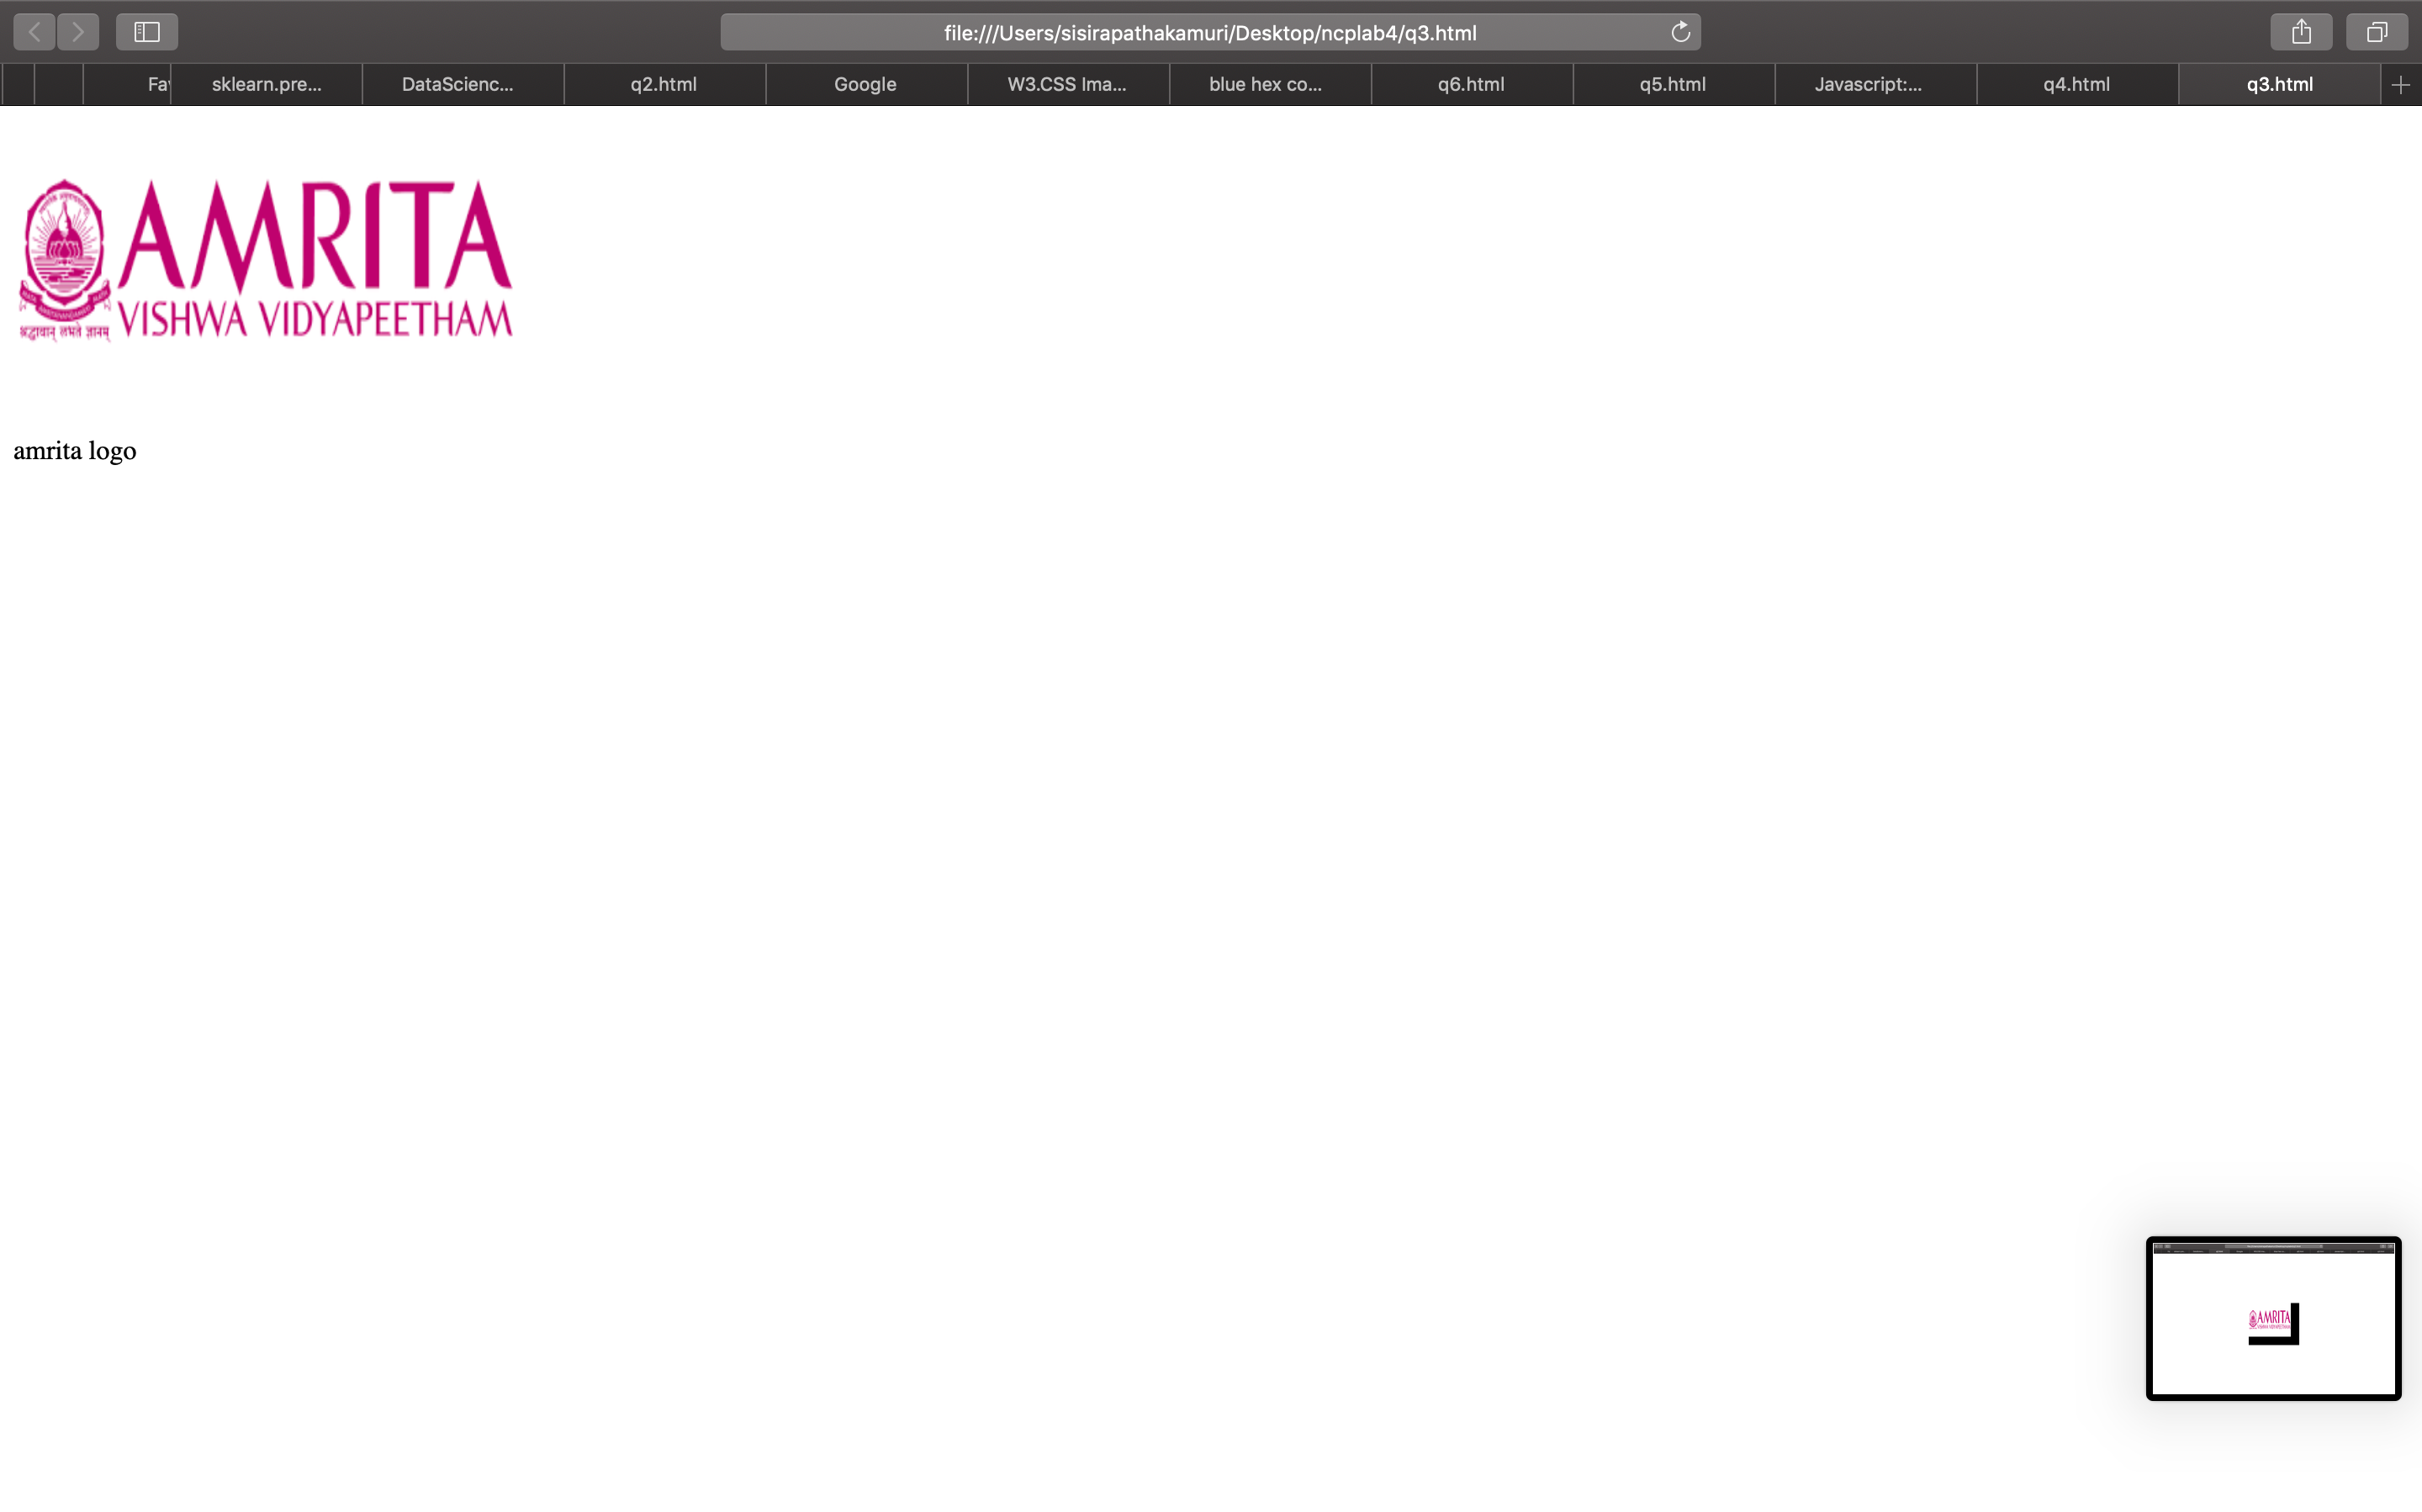 file:///Users/sisirapathakamuri/Desktop/ncplab4/q3.html
sklearn.pre... DataScienc... q2.html Google W3.CSS Ima... blue hex co... q6.html q5.html Javascript:... q4.html q3.html
AMRITA
VISHWA VIDYAPEETHAM
श्रद्धावान् लभते ज्ञानम्
amrita logo
AMRITA